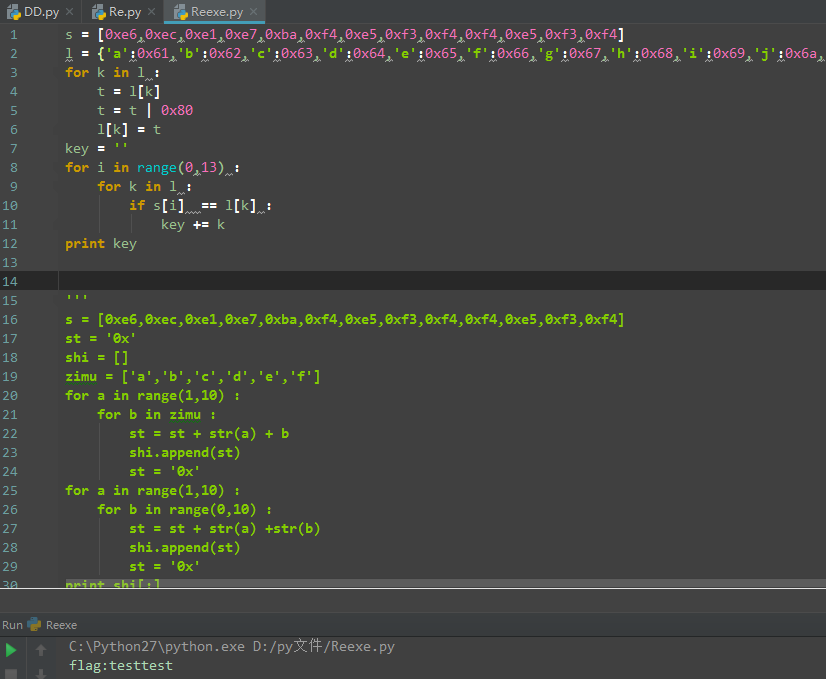 DD.py × Re.py × Reexe.py ×
1 s = [0xe6,0xec,0xe1,0xe7,0xba,0xf4,0xe5,0xf3,0xf4,0xf4,0xe5,0xf3,0xf4]
2 l = {'a':0x61,'b':0x62,'c':0x63,'d':0x64,'e':0x65,'f':0x66,'g':0x67,'h':0x68,'i':0x69,'j':0x6a,
3 for k in l :
4     t = l[k]
5     t = t | 0x80
6     l[k] = t
7 key = ''
8 for i in range(0,13) :
9     for k in l :
10         if s[i] == l[k] :
11             key += k
12 print key
13
14
15 '''
16 s = [0xe6,0xec,0xe1,0xe7,0xba,0xf4,0xe5,0xf3,0xf4,0xf4,0xe5,0xf3,0xf4]
17 st = '0x'
18 shi = []
19 zimu = ['a','b','c','d','e','f']
20 for a in range(1,10) :
21     for b in zimu :
22         st = st + str(a) + b
23         shi.append(st)
24         st = '0x'
25 for a in range(1,10) :
26     for b in range(0,10) :
27         st = st + str(a) +str(b)
28         shi.append(st)
29         st = '0x'
30 print shi[:]
Run Reexe
C:\Python27\python.exe D:/py文件/Reexe.py
flag:testtest